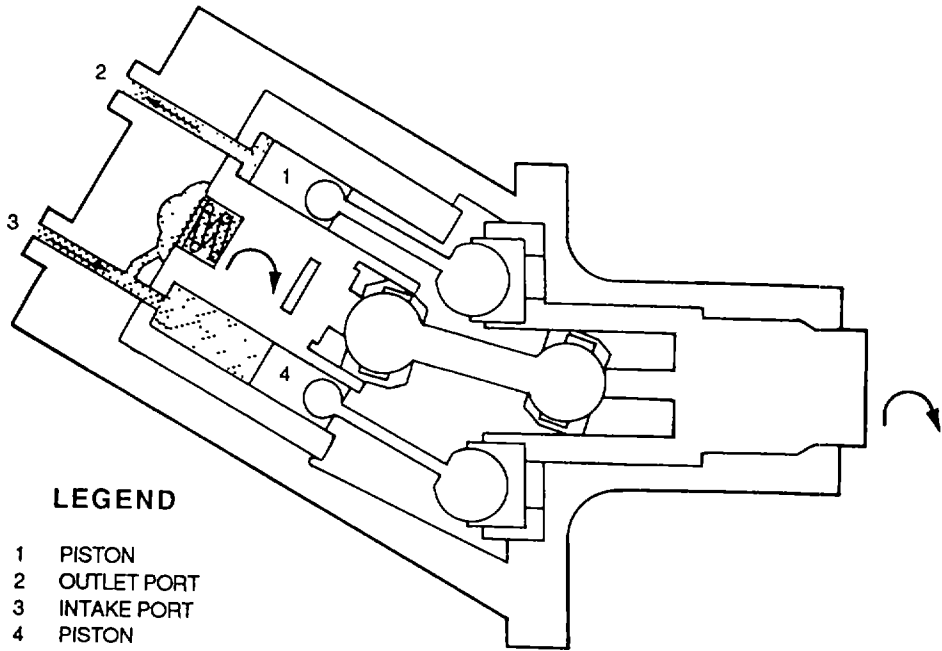 2
1
3
4
LEGEND
1 PISTON
2 OUTLET PORT
3 INTAKE PORT
4 PISTON